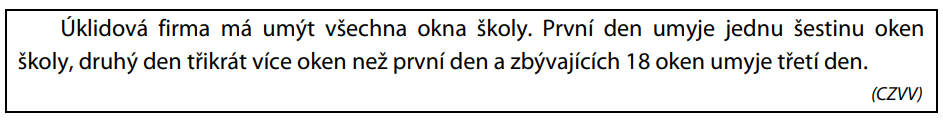 Úklidová firma má umýt všechna okna školy. První den umyje jednu šestinu oken
školy, druhý den třikrát více oken než první den a zbývajících 18 oken umyje třetí den.
(CZVV)